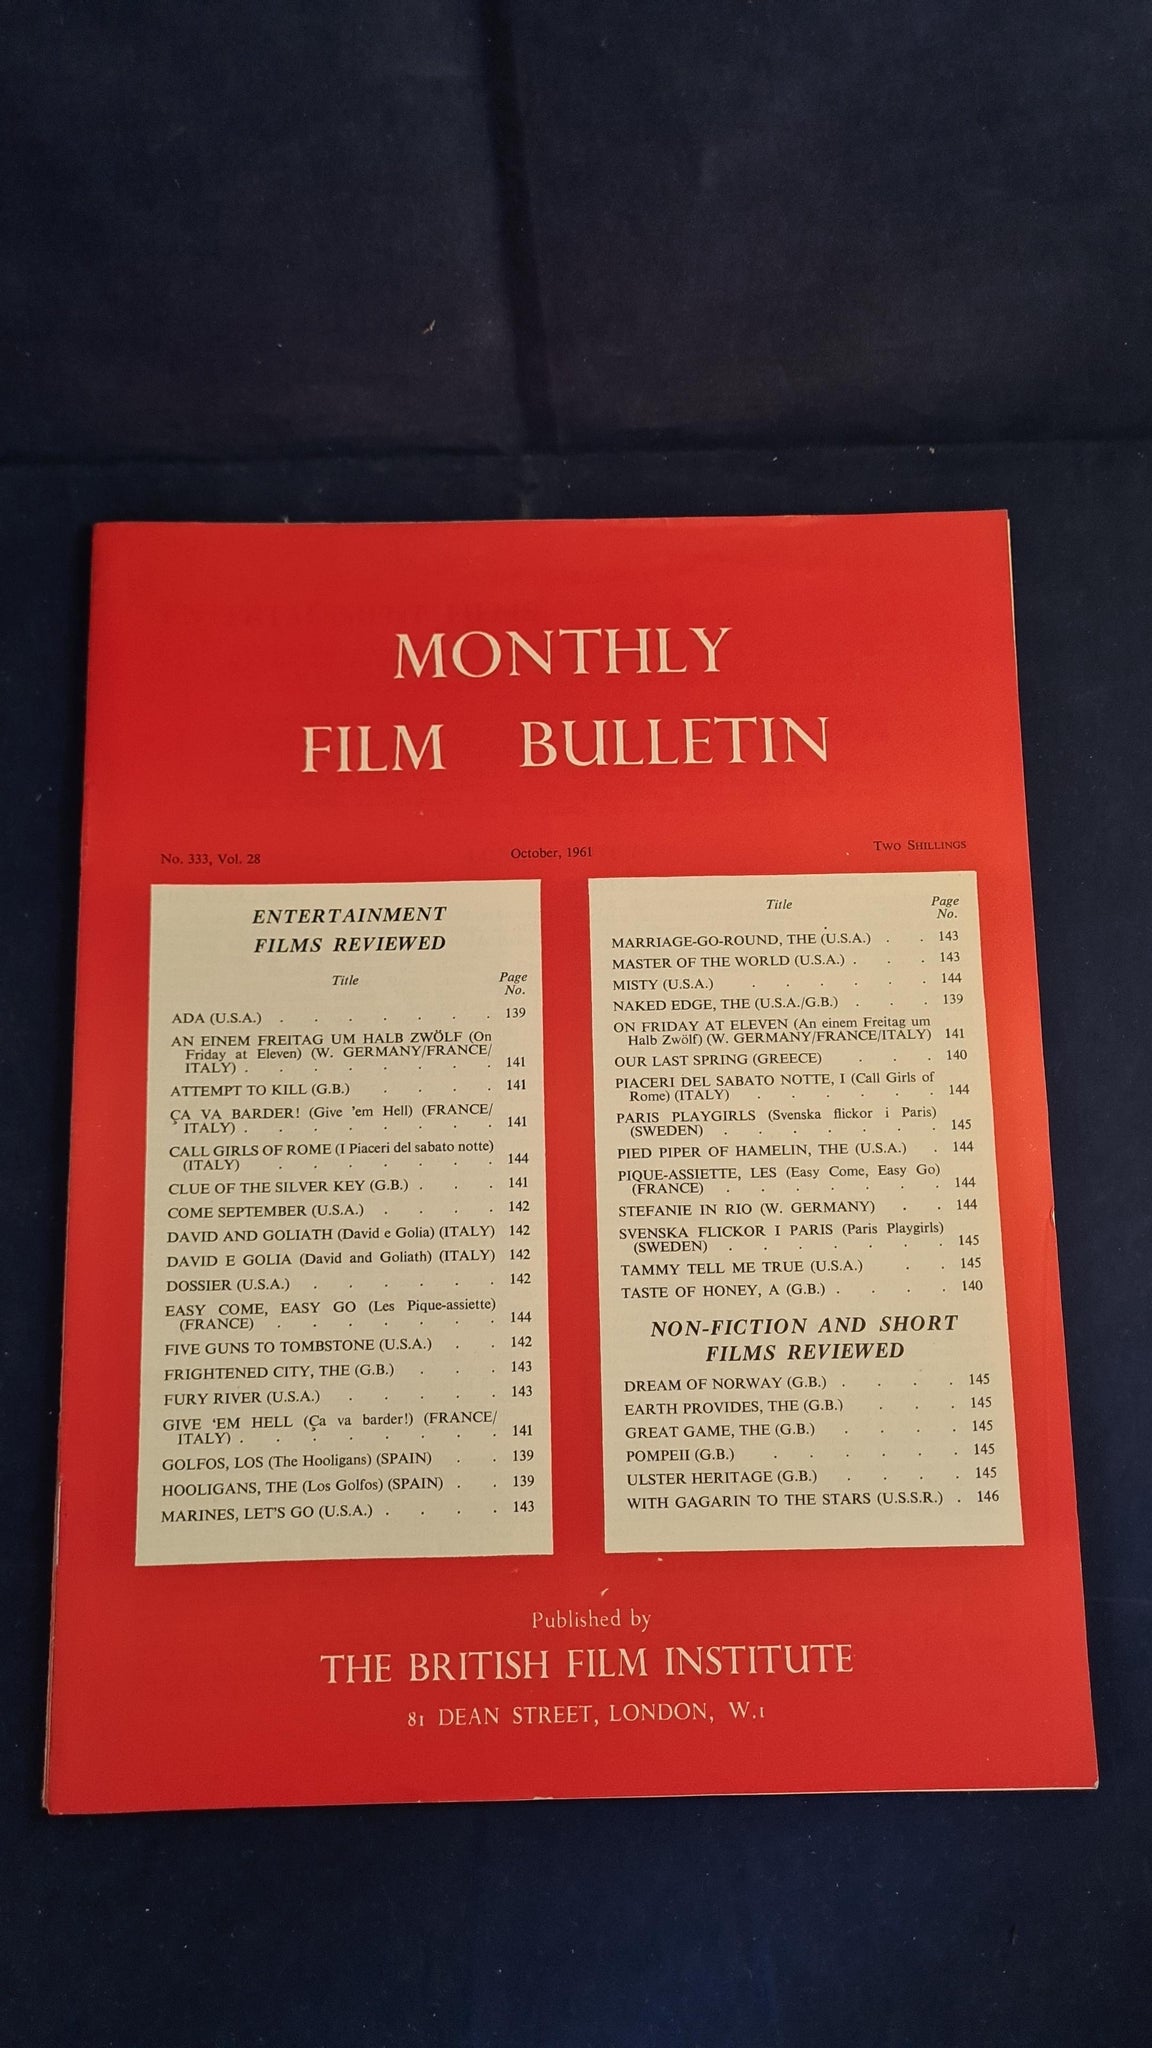 MONTHLY
FILM BULLETIN
No. 333, Vol. 28 October, 1961 Two Shillings
ENTERTAINMENT
FILMS REVIEWED
Title Page
No.
ADA (U.S.A.) . . . . . . . 139
AN EINEM FREITAG UM HALB ZWÖLF (On
Friday at Eleven) (W. GERMANY/FRANCE/
ITALY) . . . . . . . . 141
ATTEMPT TO KILL (G.B.) . . . . 141
ÇA VA BARDER! (Give 'em Hell) (FRANCE/
ITALY) . . . . . . . . 141
CALL GIRLS OF ROME (I Piaceri del sabato notte)
(ITALY) . . . . . . . 144
CLUE OF THE SILVER KEY (G.B.) . . . 141
COME SEPTEMBER (U.S.A.) . . . . 142
DAVID AND GOLIATH (David e Golia) (ITALY) 142
DAVID E GOLIA (David and Goliath) (ITALY) 142
DOSSIER (U.S.A.) . . . . . . 142
EASY COME, EASY GO (Les Pique-assiette)
(FRANCE) . . . . . . . 144
FIVE GUNS TO TOMBSTONE (U.S.A.) . . 142
FRIGHTENED CITY, THE (G.B.) . . . 143
FURY RIVER (U.S.A.) . . . . . 143
GIVE 'EM HELL (Ça va barder!) (FRANCE/
ITALY) . . . . . . . . 141
GOLFOS, LOS (The Hooligans) (SPAIN) . . 139
HOOLIGANS, THE (Los Golfos) (SPAIN) . . 139
MARINES, LET'S GO (U.S.A.) . . . . 143
Title Page
No.
MARRIAGE-GO-ROUND, THE (U.S.A.) . . 143
MASTER OF THE WORLD (U.S.A.) . . . 143
MISTY (U.S.A.) . . . . . . 144
NAKED EDGE, THE (U.S.A./G.B.) . . . 139
ON FRIDAY AT ELEVEN (An einem Freitag um
Halb Zwölf) (W. GERMANY/FRANCE/ITALY) 141
OUR LAST SPRING (GREECE) . . . 140
PIACERI DEL SABATO NOTTE, I (Call Girls of
Rome) (ITALY) . . . . . . 144
PARIS PLAYGIRLS (Svenska flickor i Paris)
(SWEDEN) . . . . . . . 145
PIED PIPER OF HAMELIN, THE (U.S.A.) . 144
PIQUE-ASSIETTE, LES (Easy Come, Easy Go)
(FRANCE) . . . . . . . 144
STEFANIE IN RIO (W. GERMANY) . . 144
SVENSKA FLICKOR I PARIS (Paris Playgirls)
(SWEDEN) . . . . . . . 145
TAMMY TELL ME TRUE (U.S.A.) . . 145
TASTE OF HONEY, A (G.B.) . . . . 140
NON-FICTION AND SHORT
FILMS REVIEWED
DREAM OF NORWAY (G.B.) . . . . 145
EARTH PROVIDES, THE (G.B.) . . . 145
GREAT GAME, THE (G.B.) . . . . 145
POMPEII (G.B.) . . . . . . 145
ULSTER HERITAGE (G.B.) . . . . 145
WITH GAGARIN TO THE STARS (U.S.S.R.) . 146
Published by
THE BRITISH FILM INSTITUTE
81 DEAN STREET, LONDON, W.1